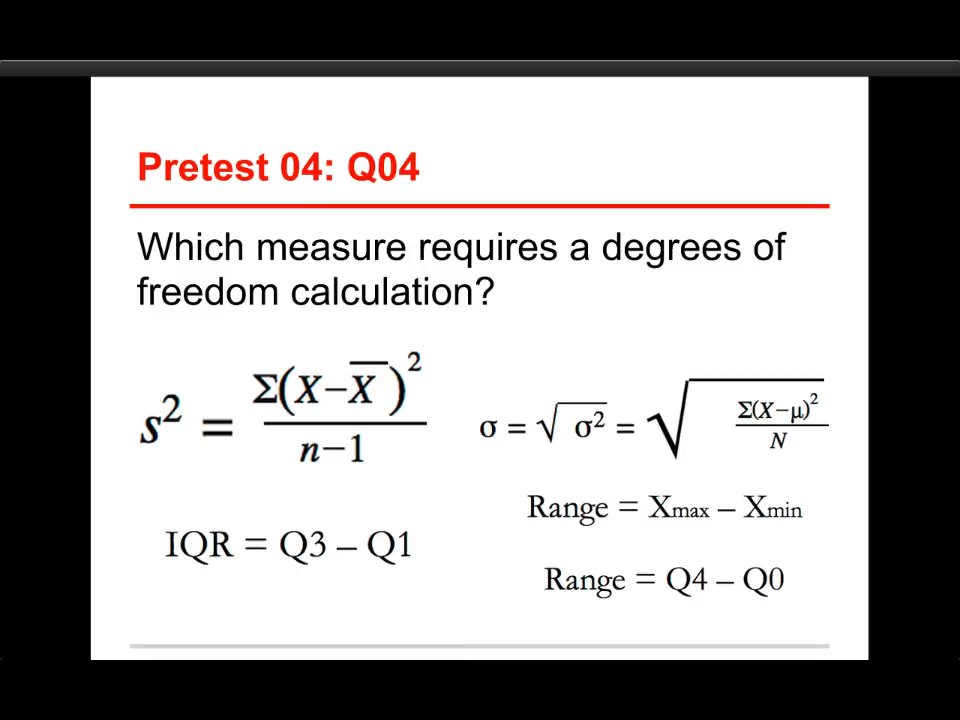 Pretest 04: Q04
Which measure requires a degrees of
freedom calculation?
s² = Σ(X−X̅)² / n−1
σ = √σ² = √Σ(X−μ)² / N
Range = Xmax – Xmin
IQR = Q3 – Q1
Range = Q4 – Q0